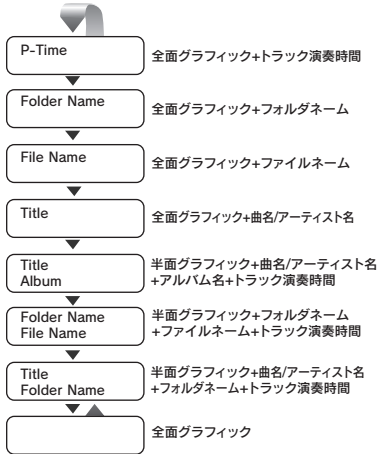 P-Time
全面グラフィック+トラック演奏時間
Folder Name
全面グラフィック+フォルダネーム
File Name
全面グラフィック+ファイルネーム
Title
全面グラフィック+曲名/アーティスト名
Title
Album
半面グラフィック+曲名/アーティスト名
+アルバム名+トラック演奏時間
Folder Name
File Name
半面グラフィック+フォルダネーム
+ファイルネーム+トラック演奏時間
Title
Folder Name
半面グラフィック+曲名/アーティスト名
+フォルダネーム+トラック演奏時間
全面グラフィック